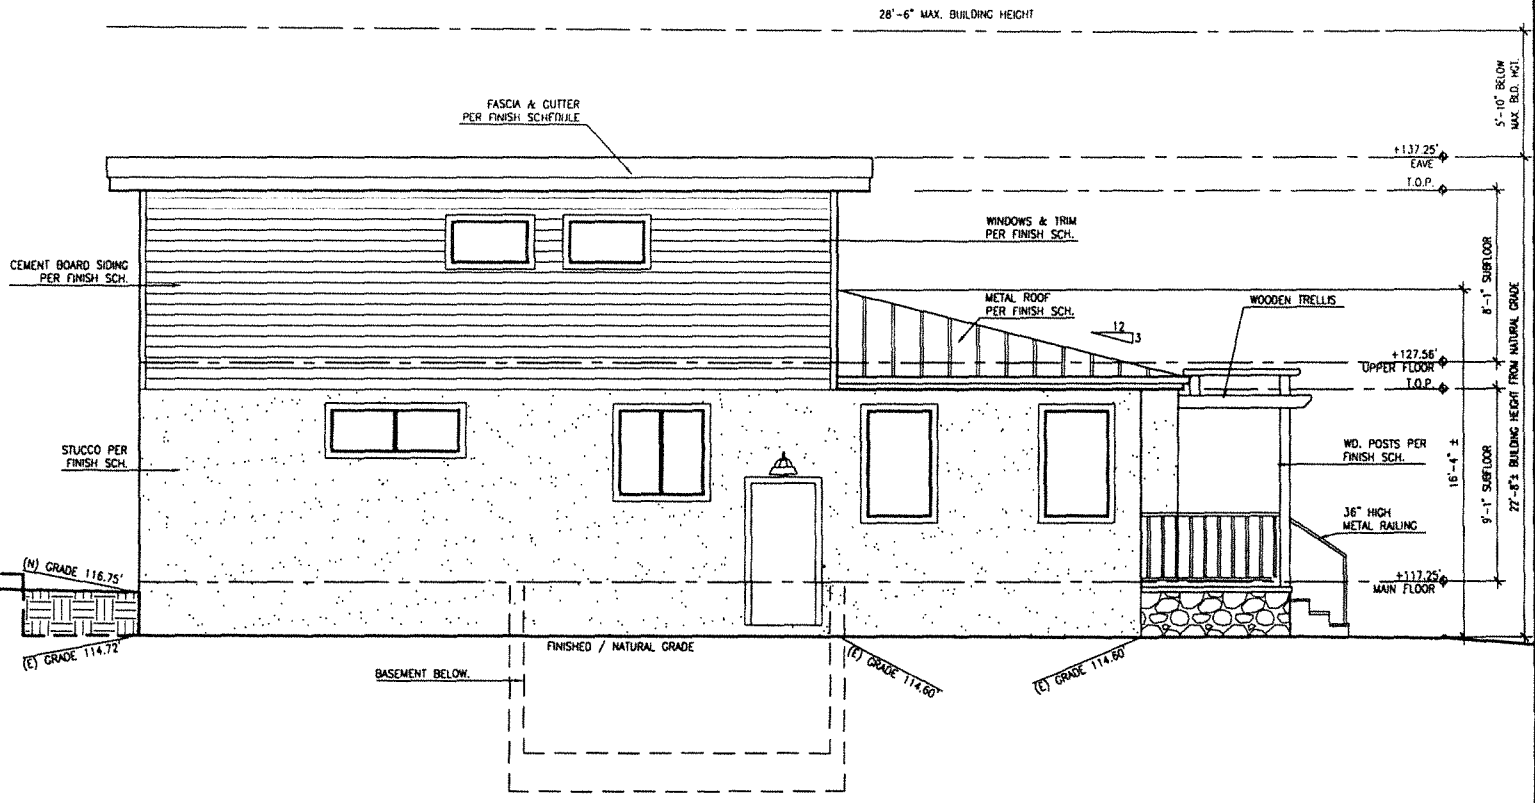 28'-6" MAX. BUILDING HEIGHT
5'-10" BELOW
MAX. BLD. HGT.
FASCIA & GUTTER
PER FINISH SCHEDULE
+137.25'
EAVE
T.O.P.
WINDOWS & TRIM
PER FINISH SCH.
CEMENT BOARD SIDING
PER FINISH SCH.
8'-1" SUBFLOOR
METAL ROOF
PER FINISH SCH.
WOODEN TRELLIS
12
3
+127.56'
UPPER FLOOR
T.O.P.
22'-8"± BUILDING HEIGHT FROM NATURAL GRADE
STUCCO PER
FINISH SCH.
WD. POSTS PER
FINISH SCH.
16'-4" ±
9'-1" SUBFLOOR
36" HIGH
METAL RAILING
(N) GRADE 116.75'
+117.25'
MAIN FLOOR
(E) GRADE 114.72'
FINISHED / NATURAL GRADE
(E) GRADE 114.60'
(E) GRADE 114.60'
BASEMENT BELOW.